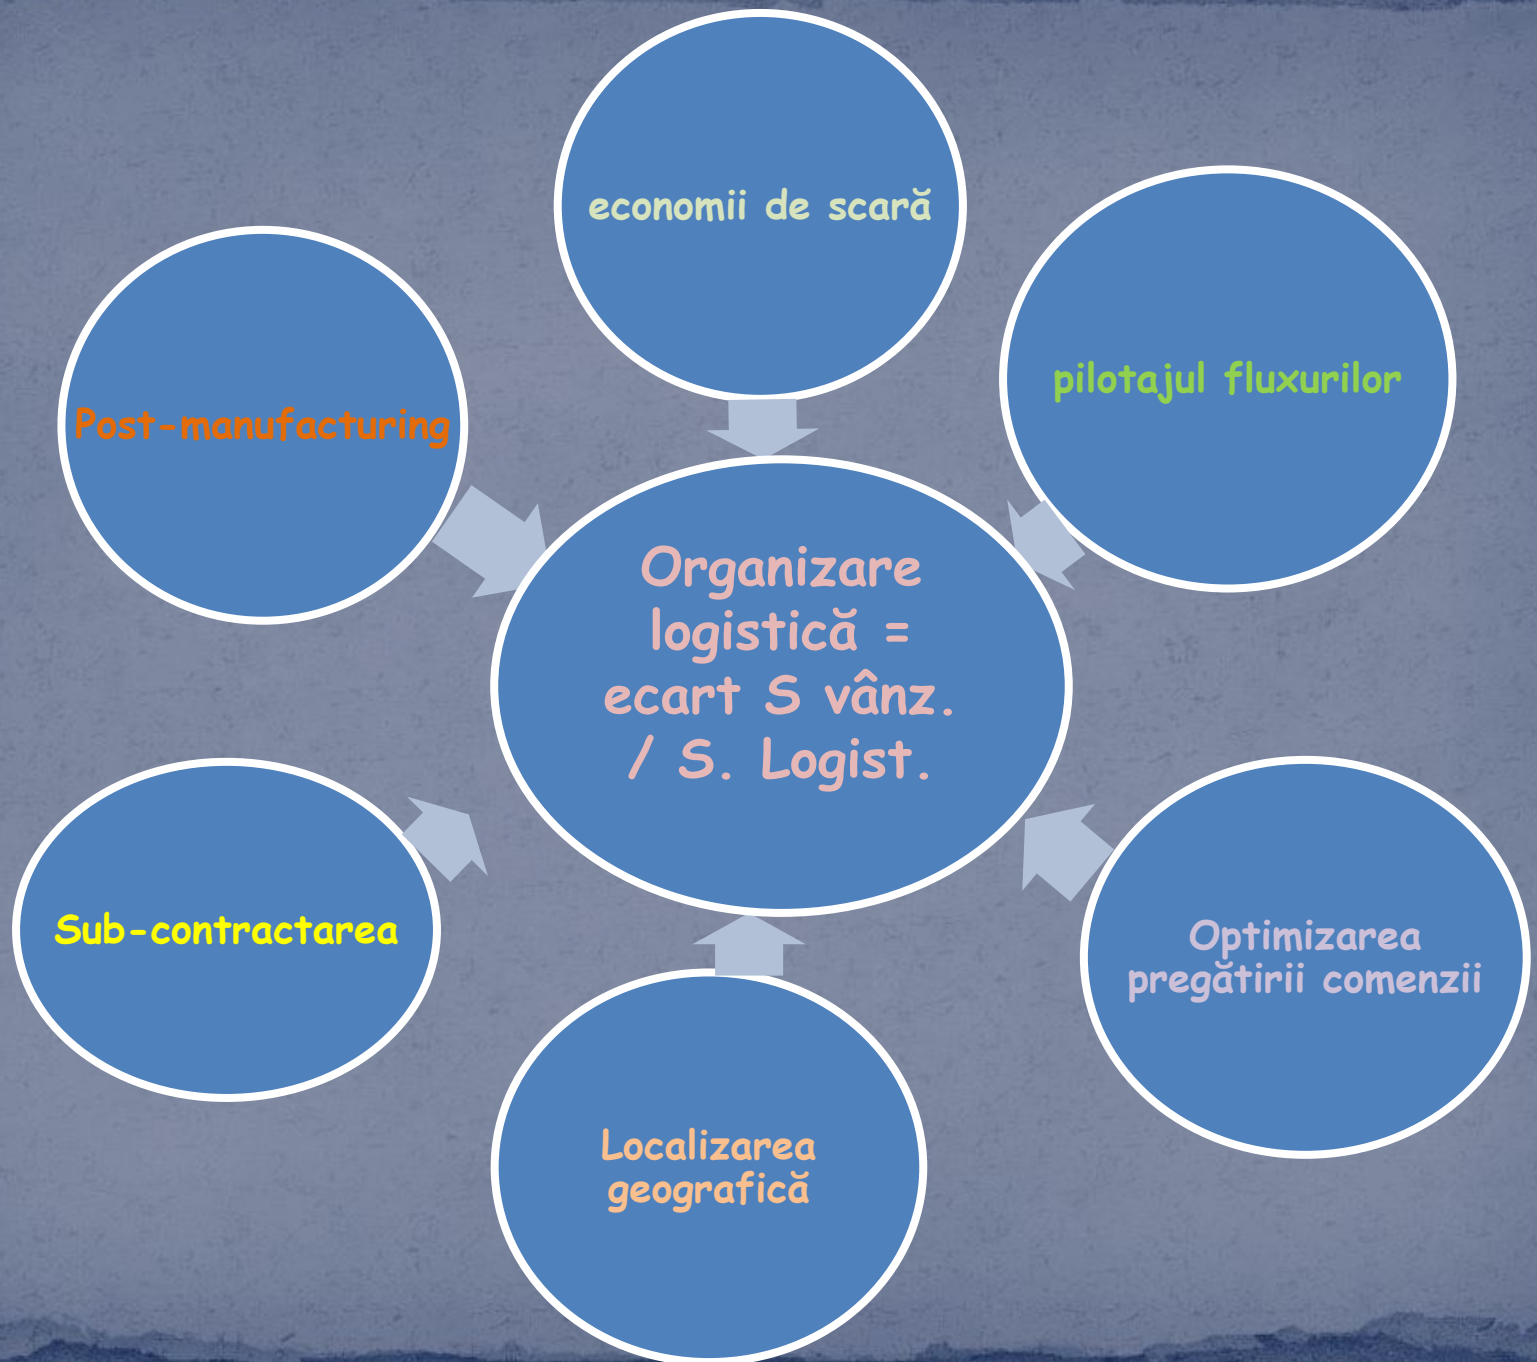 economii de scară
pilotajul fluxurilor
Post-manufacturing
Organizare
logistică =
ecart S vânz.
/ S. Logist.
Sub-contractarea
Optimizarea
pregătirii comenzii
Localizarea
geografică